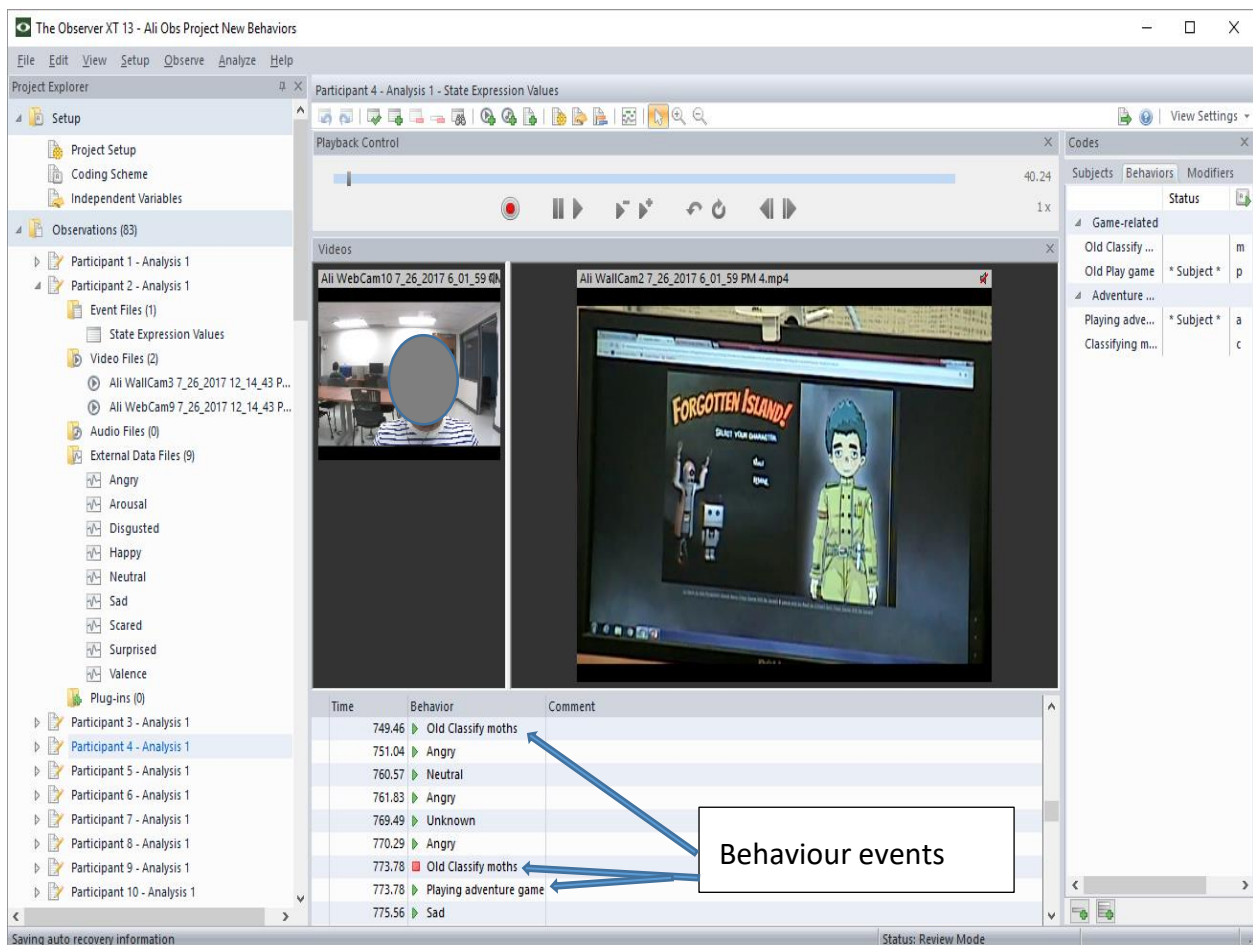 The Observer XT 13 - Ali Obs Project New Behaviors
File Edit View Setup Observe Analyze Help
Project Explorer
Setup
Project Setup
Coding Scheme
Independent Variables
Observations (83)
Participant 1 - Analysis 1
Participant 2 - Analysis 1
Event Files (1)
State Expression Values
Video Files (2)
Ali WallCam3 7_26_2017 12_14_43 P...
Ali WebCam9 7_26_2017 12_14_43 P...
Audio Files (0)
External Data Files (9)
Angry
Arousal
Disgusted
Happy
Neutral
Sad
Scared
Surprised
Valence
Plug-ins (0)
Participant 3 - Analysis 1
Participant 4 - Analysis 1
Participant 5 - Analysis 1
Participant 6 - Analysis 1
Participant 7 - Analysis 1
Participant 8 - Analysis 1
Participant 9 - Analysis 1
Participant 10 - Analysis 1
Participant 4 - Analysis 1 - State Expression Values
View Settings
Playback Control
40.24
1 x
Videos
Ali WebCam10 7_26_2017 6_01_59
Ali WallCam2 7_26_2017 6_01_59 PM 4.mp4
FORGOTTEN ISLAND!
SELECT YOUR CHARACTER
Time Behavior Comment
749.46 Old Classify moths
751.04 Angry
760.57 Neutral
761.83 Angry
769.49 Unknown
770.29 Angry
773.78 Old Classify moths
773.78 Playing adventure game
775.56 Sad
Behaviour events
Codes
Subjects Behaviors Modifiers
Status
Game-related
Old Classify ... m
Old Play game * Subject * p
Adventure ...
Playing adve... * Subject * a
Classifying m... c
Saving auto recovery information
Status: Review Mode